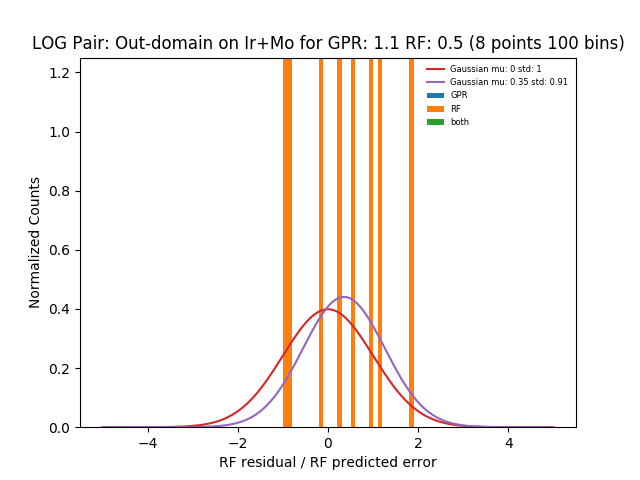 LOG Pair: Out-domain on Ir+Mo for GPR: 1.1 RF: 0.5 (8 points 100 bins)
Gaussian mu: 0 std: 1
Gaussian mu: 0.35 std: 0.91
GPR
RF
both
Normalized Counts
1.2
1.0
0.8
0.6
0.4
0.2
0.0
−4 −2 0 2 4
RF residual / RF predicted error